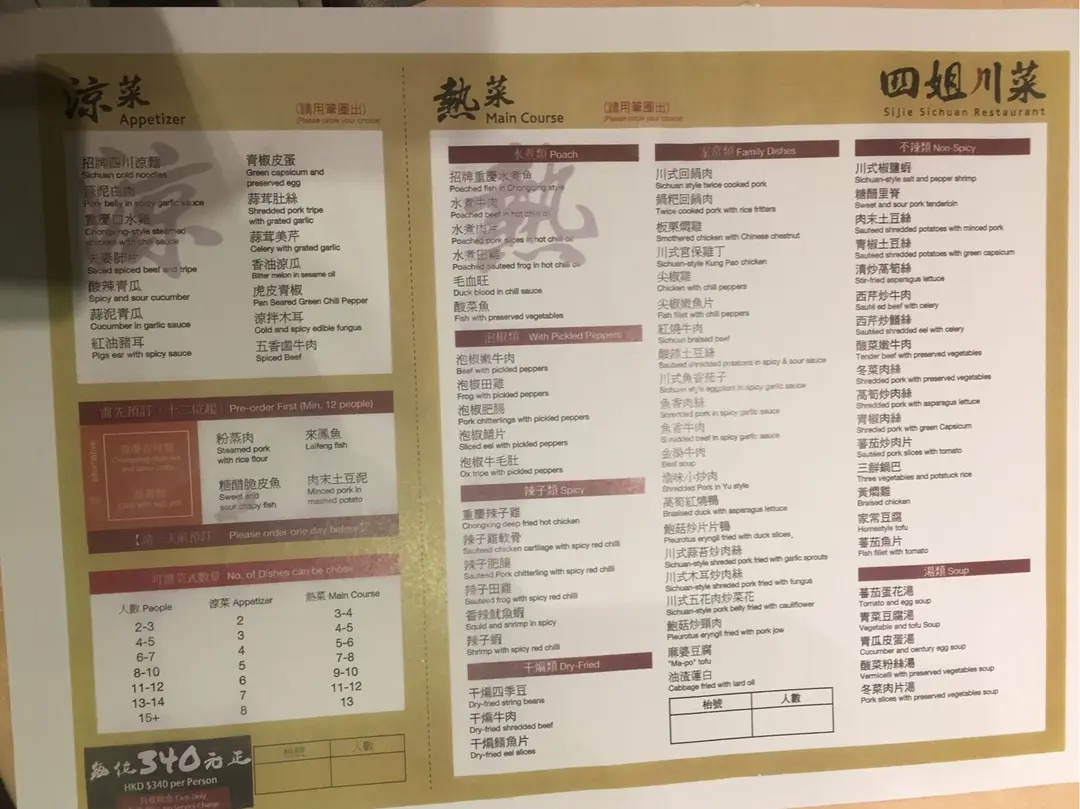 涼菜
Appetizer
(請用筆圈出)
(Please circle your choice)
招牌四川涼麵
Sichuan cold noodles
蒜泥白肉
Pork belly in spicy garlic sauce
重慶口水雞
Chongxing-style steamed
chicken with chili sauce
夫妻肺片
Sliced spiced beef and tripe
酸辣青瓜
Spicy and sour cucumber
蒜泥青瓜
Cucumber in garlic sauce
紅油豬耳
Pigs ear with spicy sauce
青椒皮蛋
Green capsicum and
preserved egg
蒜茸肚絲
Shredded pork tripe
with grated garlic
蒜茸美芹
Celery with grated garlic
香油涼瓜
Bitter melon in sesame oil
虎皮青椒
Pan Seared Green Chili Pepper
涼拌木耳
Cold and spicy edible fungus
五香鹵牛肉
Spiced Beef
需先預訂(十二位起) Pre-order First (Min. 12 people)
粉蒸肉
Steamed pork
with rice flour
來鳳魚
Laifeng fish
糖醋脆皮魚
Sweet and
sour crispy fish
肉末土豆泥
Minced pork in
mashed potato
Please order one day before
可選菜式數量 No. of Dishes can be chose
人數 People 涼菜 Appetizer 熱菜 Main Course
2-3 2 3-4
4-5 3 4-5
6-7 4 5-6
8-10 5 7-8
11-12 6 9-10
13-14 7 11-12
15+ 8 13
每位340元正
HKD $340 per Person
枱號 人數
熱菜
Main Course
(請用筆圈出)
(Please circle your choice)
四姐川菜
SiJie Sichuan Restaurant
水煮類 Poach
招牌重慶水煮魚
Poached fish in Chongqing style
水煮牛肉
Poached beef in hot chili oil
水煮肉片
Poached pork slices in hot chili oil
水煮田雞
Poached sauteed frog in hot chili oil
毛血旺
Duck blood in chili sauce
酸菜魚
Fish with preserved vegetables
泡椒類 With Pickled Peppers
泡椒嫩牛肉
Beef with pickled peppers
泡椒田雞
Frog with pickled peppers
泡椒肥腸
Pork chitterlings with pickled peppers
泡椒鱔片
Sliced eel with pickled peppers
泡椒牛毛肚
Ox tripe with pickled peppers
辣子類 Spicy
重慶辣子雞
Chongxing deep fried hot chicken
辣子雞軟骨
Sauteed chicken cartilage with spicy red chilli
辣子肥腸
Sauteed Pork chitterling with spicy red chilli
辣子田雞
Sauteed frog with spicy red chilli
香辣魷魚蝦
Squid and shrimp in spicy
辣子蝦
Shrimp with spicy red chilli
干煸類 Dry-Fried
干煸四季豆
Dry-fried string beans
干煸牛肉
Dry-fried shredded beef
干煸鱔魚片
Dry-fried eel slices
家常類 Family Dishes
川式回鍋肉
Sichuan style twice cooked pork
鍋粑回鍋肉
Twice cooked pork with rice fritters
板栗燜雞
Smothered chicken with Chinese chestnut
川式宮保雞丁
Sichuan-style Kung Pao chicken
尖椒雞
Chicken with chili peppers
尖椒嫩魚片
Fish fillet with chili peppers
紅燒牛肉
Sichuan braised beef
酸辣土豆絲
Sauteed shredded potatoes in spicy & sour sauce
川式魚香茄子
Sichuan style eggplant in spicy garlic sauce
魚香肉絲
Shredded pork in spicy garlic sauce
魚香牛肉
Shredded beef in spicy garlic sauce
金湯牛肉
Beef soup
渝味小炒肉
Shredded Pork in Yu style
萵筍紅燒鴨
Braised duck with asparagus lettuce
鮑菇炒片片鴨
Pleurotus eryngii fried with duck slices
川式蒜苔炒肉絲
Sichuan-style shredded pork fried with garlic sprouts
川式木耳炒肉絲
Sichuan-style shredded pork fried with fungus
川式五花肉炒菜花
Sichuan-style pork belly fried with cauliflower
鮑菇炒頸肉
Pleurotus eryngii fried with pork jow
麻婆豆腐
"Ma-po" tofu
油渣蓮白
Cabbage fried with lard oil
枱號 人數
不辣類 Non-Spicy
川式椒鹽蝦
Sichuan-style salt and pepper shrimp
糖醋里脊
Sweet and sour pork tenderloin
肉末土豆絲
Sauteed shredded potatoes with minced pork
青椒土豆絲
Sauteed shredded potatoes with green capsicum
清炒萵筍絲
Stir-fried asparagus lettuce
西芹炒牛肉
Sauté ed beef with celery
西芹炒鱔絲
Sautéed shredded eel with celery
酸菜嫩牛肉
Tender beef with preserved vegetables
冬菜肉絲
Shredded pork with preserved vegetables
萵筍肉絲
Shredded pork with asparagus lettuce
青椒肉絲
Shreded pork with green Capsicum
蕃茄炒肉片
Sautéed pork slices with tomato
三鮮鍋巴
Three vegetables and potstuck rice
黃燜雞
Braised chicken
家常豆腐
Homestyle tofu
蕃茄魚片
Fish fillet with tomato
湯類 Soup
蕃茄蛋花湯
Tomato and egg soup
青菜豆腐湯
Vegetable and tofu Soup
青瓜皮蛋湯
Cucumber and century egg soup
酸菜粉絲湯
Vermicelli with preserved vegetables soup
冬菜肉片湯
Pork slices with preserved vegetables soup